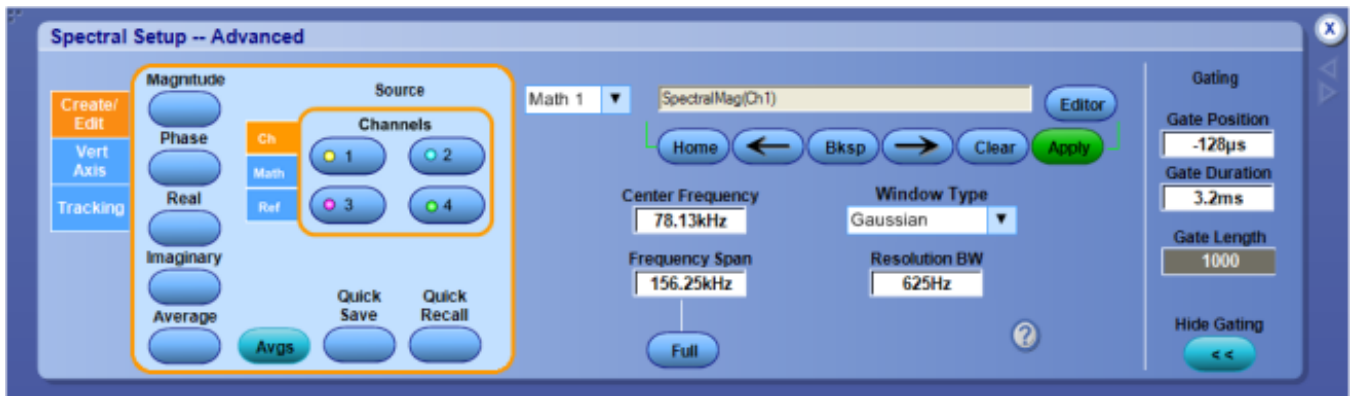 Spectral Setup -- Advanced
X
Create/
Edit
Vert
Axis
Tracking
Magnitude
Phase
Real
Imaginary
Average
Source
Ch
Math
Ref
Channels
1
2
3
4
Avgs
Quick
Save
Quick
Recall
Math 1
SpectralMag(Ch1)
Editor
Home
Bksp
Clear
Apply
Center Frequency
78.13kHz
Window Type
Gaussian
Frequency Span
156.25kHz
Resolution BW
625Hz
Full
?
Gating
Gate Position
-128µs
Gate Duration
3.2ms
Gate Length
1000
Hide Gating
<<